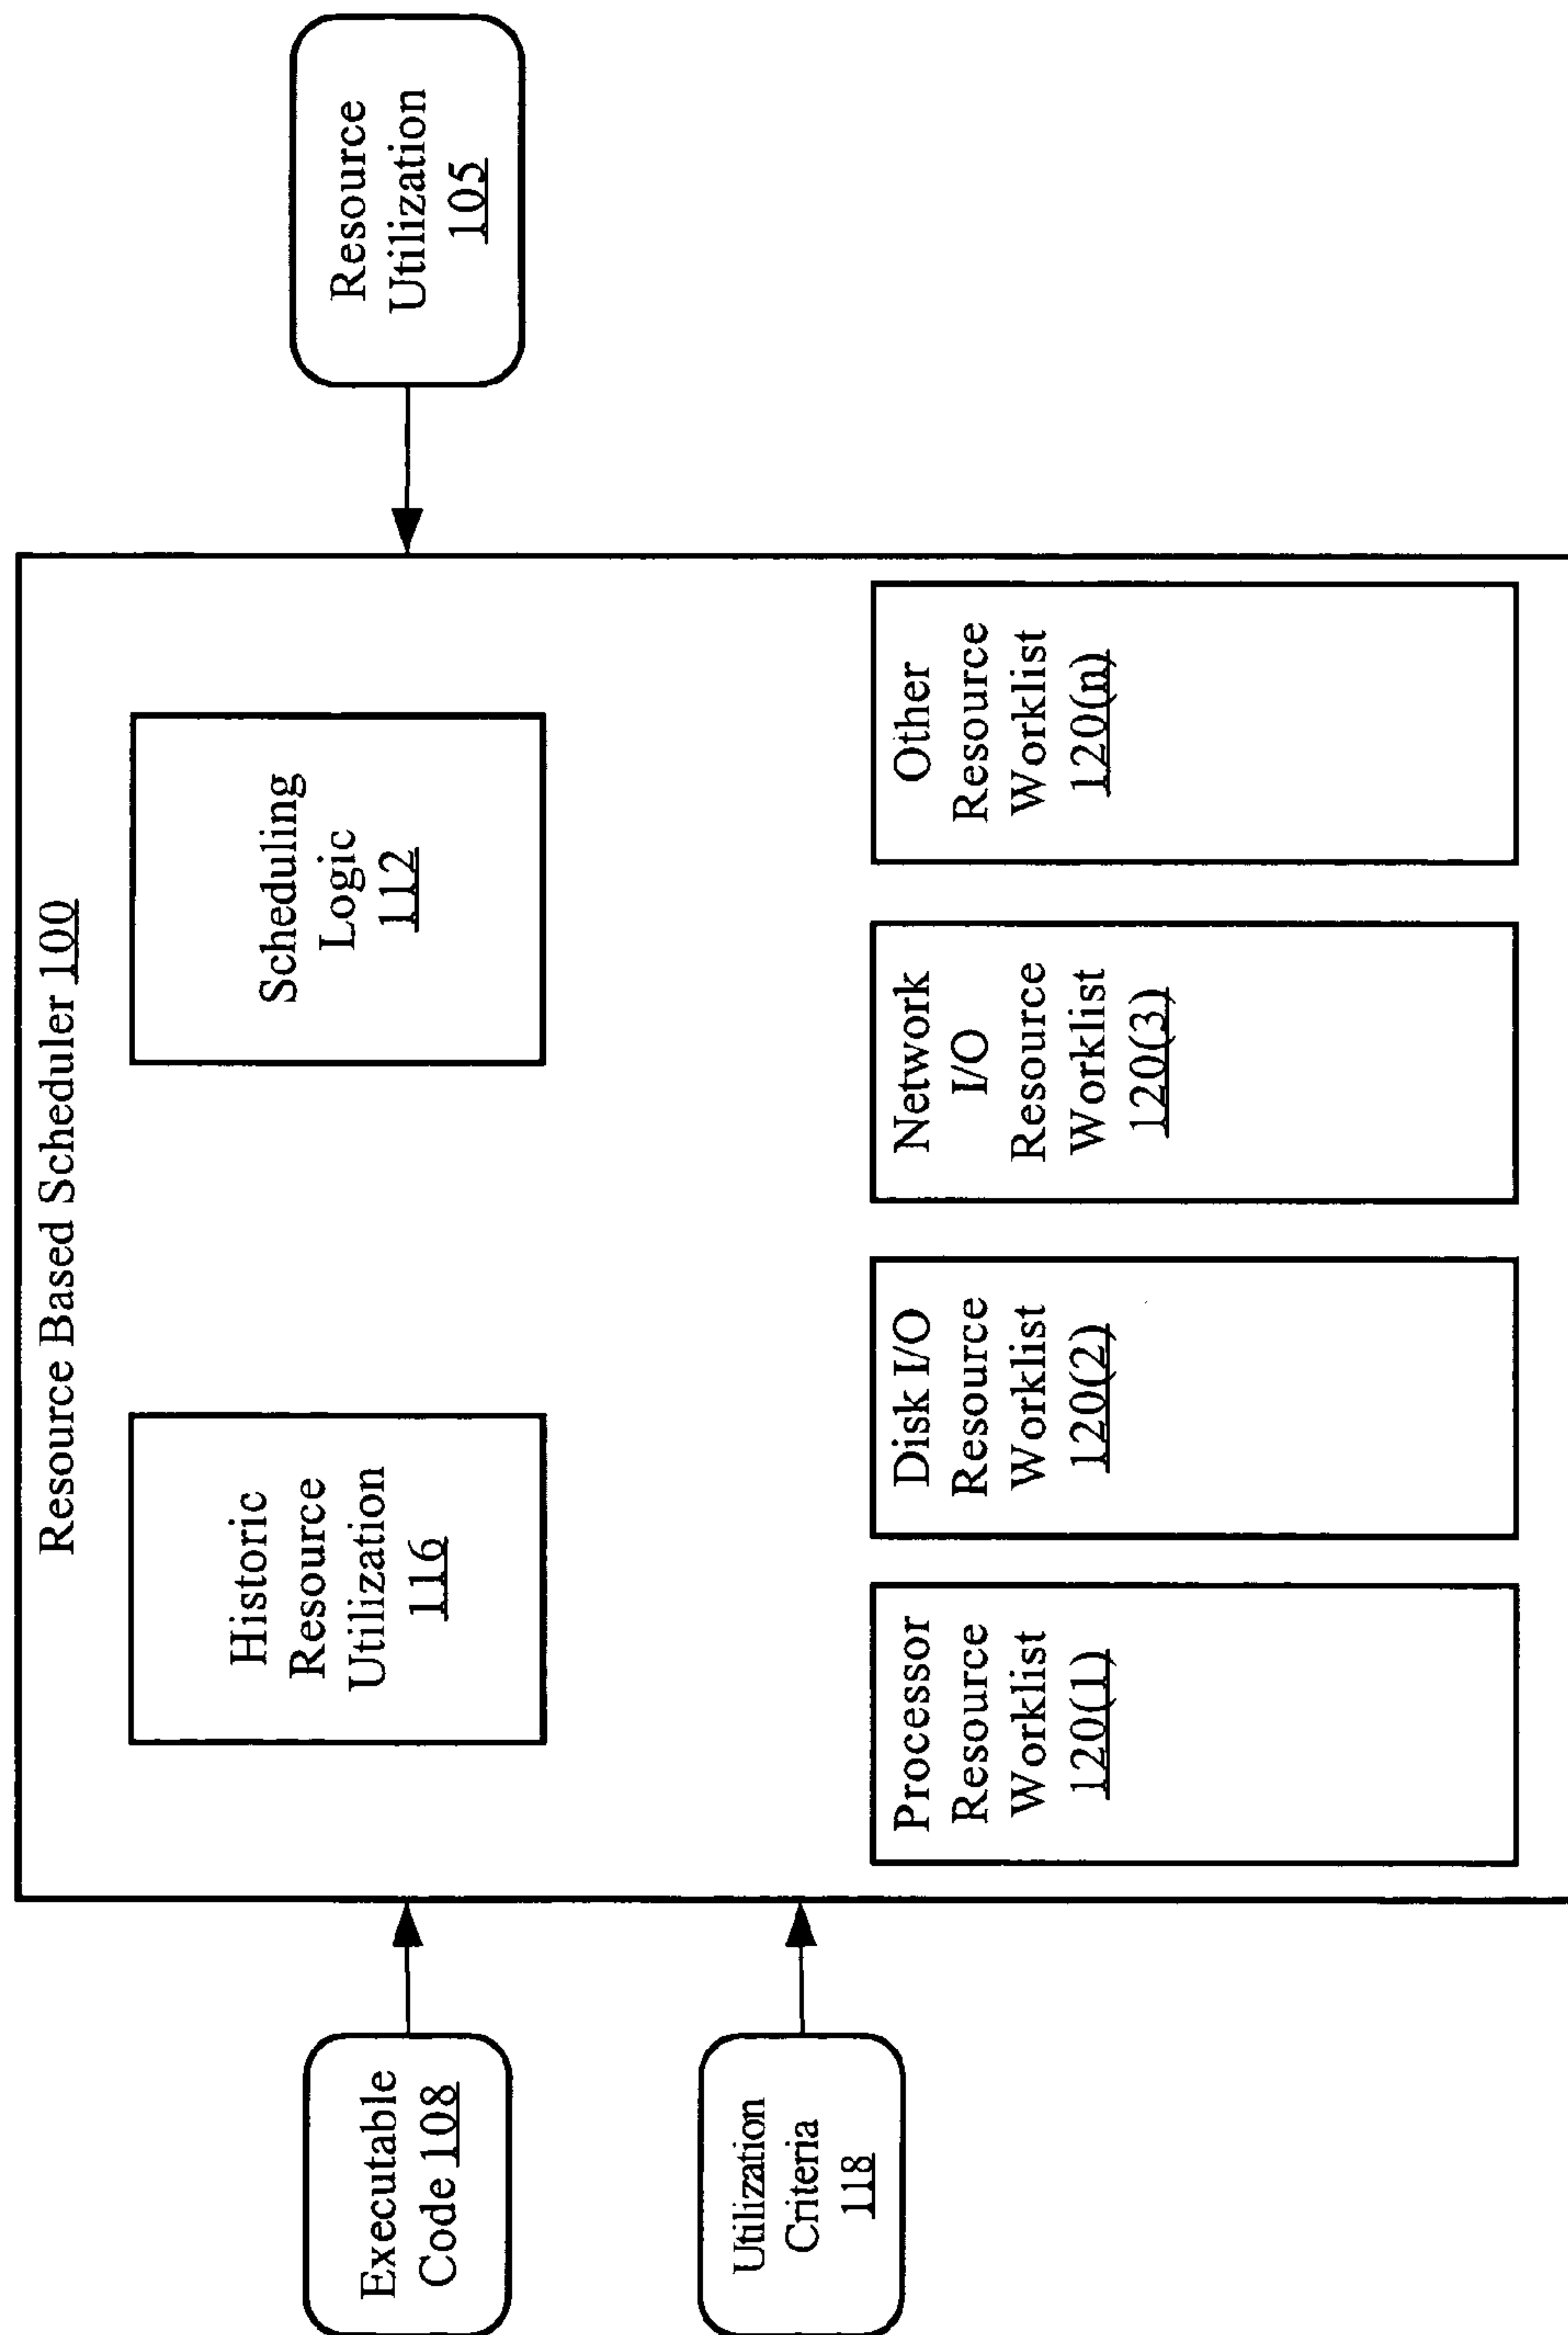 Resource Based Scheduler 100
Executable
Code 108
Utilization
Criteria
118
Historic
Resource
Utilization
116
Scheduling
Logic
112
Resource
Utilization
105
Processor
Resource
Worklist
120(1)
Disk I/O
Resource
Worklist
120(2)
Network
I/O
Resource
Worklist
120(3)
Other
Resource
Worklist
120(n)